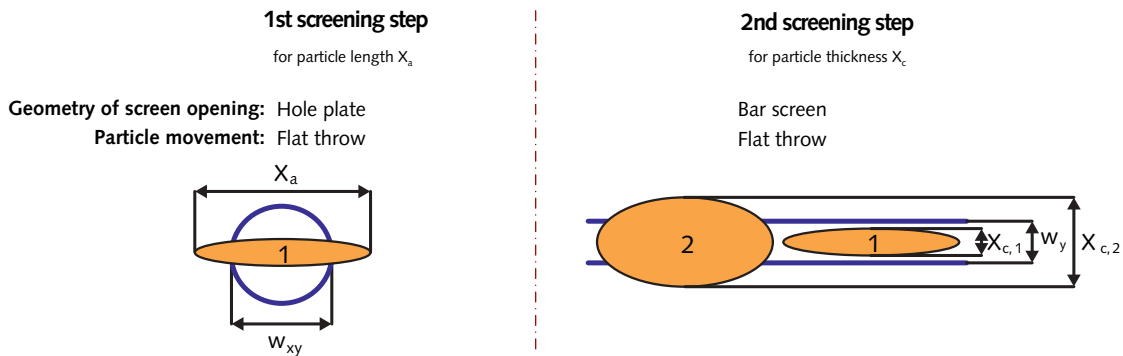 1st screening step
for particle length Xa
Geometry of screen opening: Hole plate
Particle movement: Flat throw
Xa
1
wxy
2nd screening step
for particle thickness Xc
Bar screen
Flat throw
2
1
Xc,1
wy
Xc,2